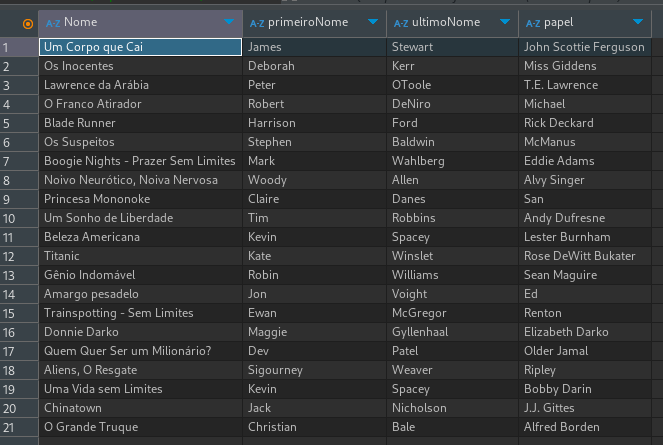 A-Z Nome A-Z primeiroNome A-Z ultimoNome A-Z papel
1 Um Corpo que Cai James Stewart John Scottie Ferguson
2 Os Inocentes Deborah Kerr Miss Giddens
3 Lawrence da Arábia Peter OToole T.E. Lawrence
4 O Franco Atirador Robert DeNiro Michael
5 Blade Runner Harrison Ford Rick Deckard
6 Os Suspeitos Stephen Baldwin McManus
7 Boogie Nights - Prazer Sem Limites Mark Wahlberg Eddie Adams
8 Noivo Neurótico, Noiva Nervosa Woody Allen Alvy Singer
9 Princesa Mononoke Claire Danes San
10 Um Sonho de Liberdade Tim Robbins Andy Dufresne
11 Beleza Americana Kevin Spacey Lester Burnham
12 Titanic Kate Winslet Rose DeWitt Bukater
13 Gênio Indomável Robin Williams Sean Maguire
14 Amargo pesadelo Jon Voight Ed
15 Trainspotting - Sem Limites Ewan McGregor Renton
16 Donnie Darko Maggie Gyllenhaal Elizabeth Darko
17 Quem Quer Ser um Milionário? Dev Patel Older Jamal
18 Aliens, O Resgate Sigourney Weaver Ripley
19 Uma Vida sem Limites Kevin Spacey Bobby Darin
20 Chinatown Jack Nicholson J.J. Gittes
21 O Grande Truque Christian Bale Alfred Borden